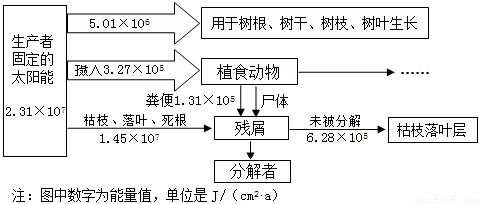 生产者
固定的
太阳能
2.31×10⁷
5.01×10⁶
用于树根、树干、树枝、树叶生长
摄入3.27×10⁵
植食动物
……
粪便1.31×10⁵
尸体
枯枝、落叶、死根
1.45×10⁷
残屑
未被分解
6.28×10⁵
枯枝落叶层
分解者
注：图中数字为能量值，单位是J/（cm²·a）